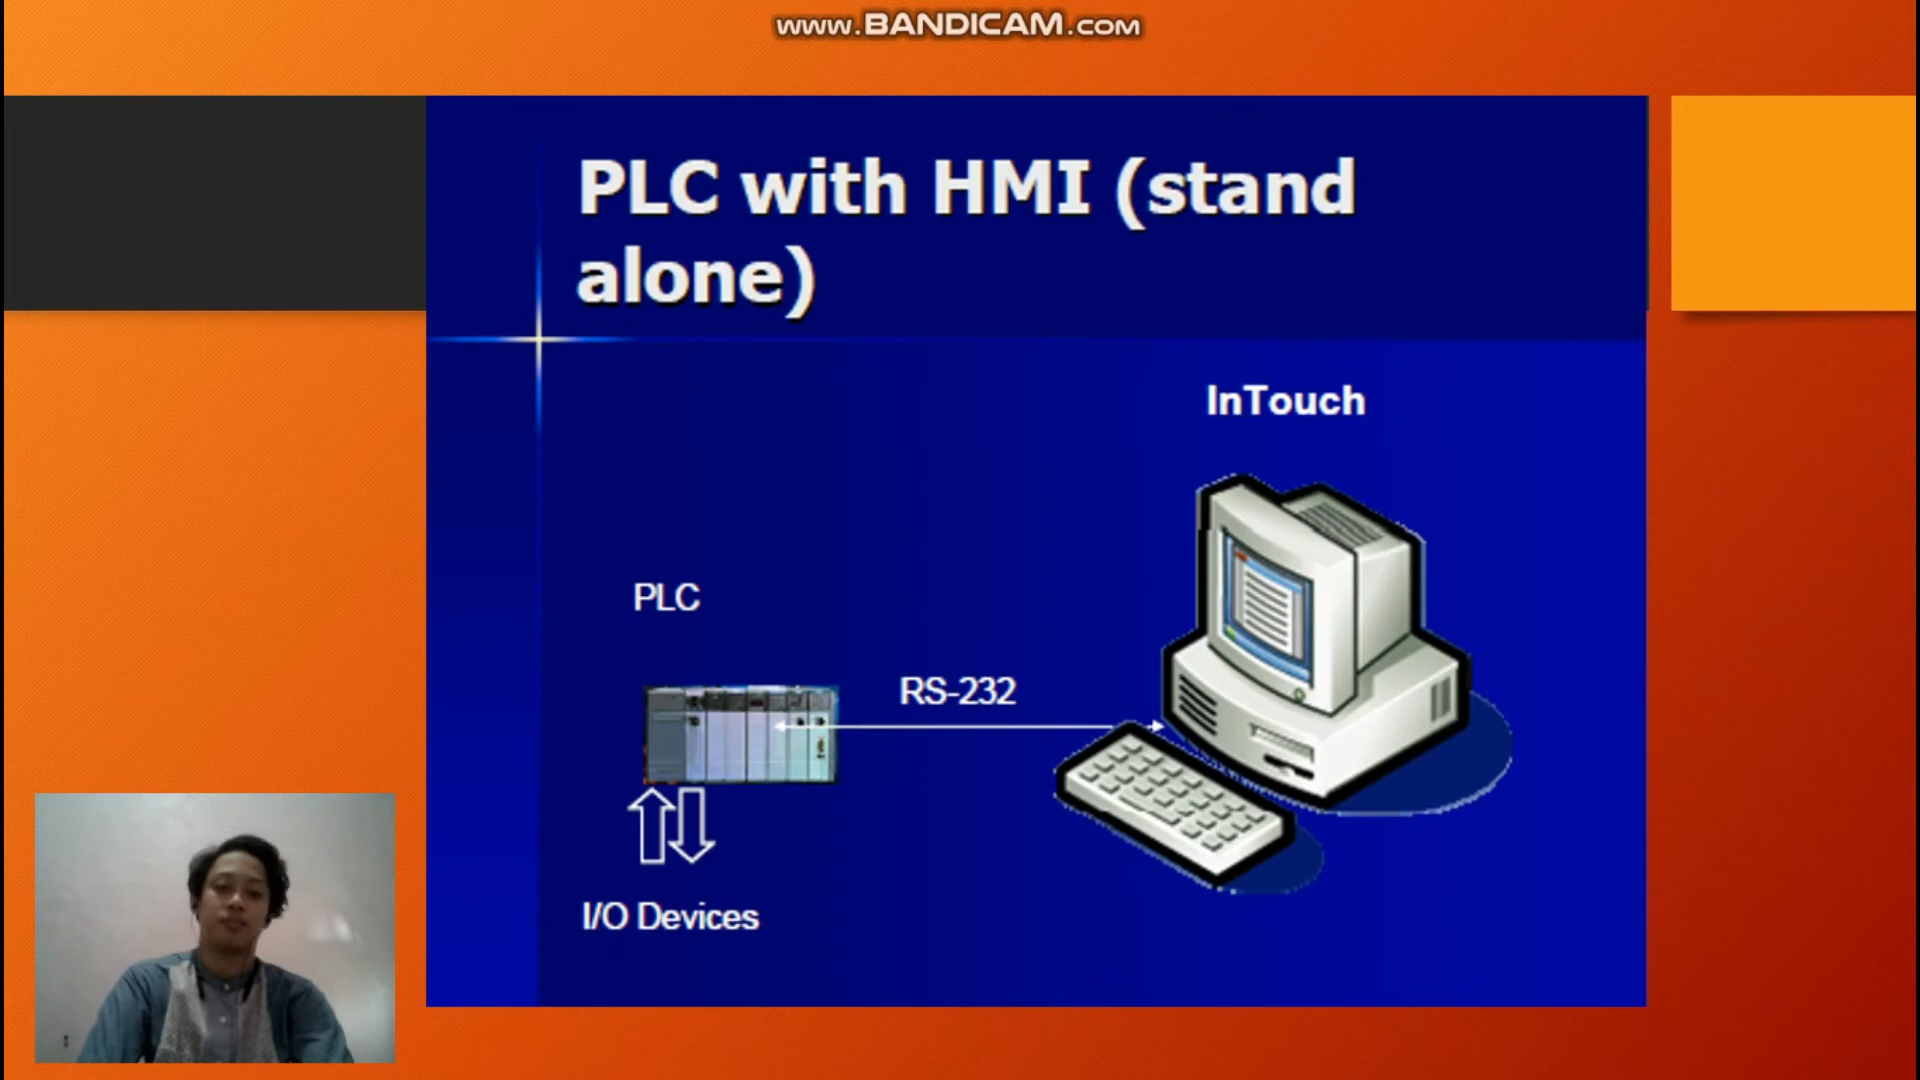 www.BANDICAM.com
PLC with HMI (stand
alone)
InTouch
PLC
RS-232
I/O Devices